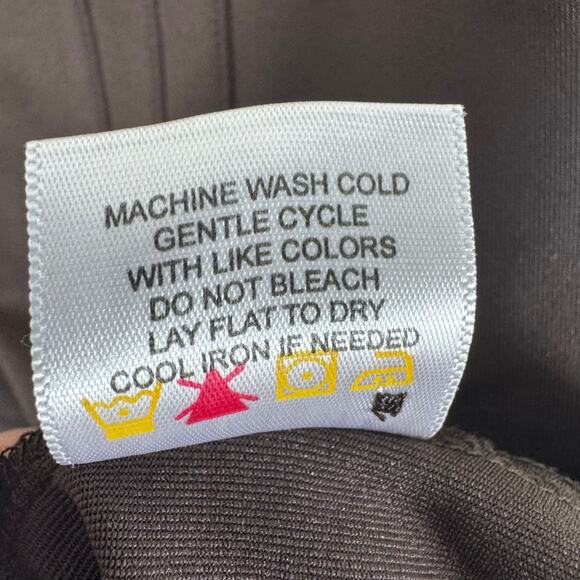 MACHINE WASH COLD
GENTLE CYCLE
WITH LIKE COLORS
DO NOT BLEACH
LAY FLAT TO DRY
COOL IRON IF NEEDED